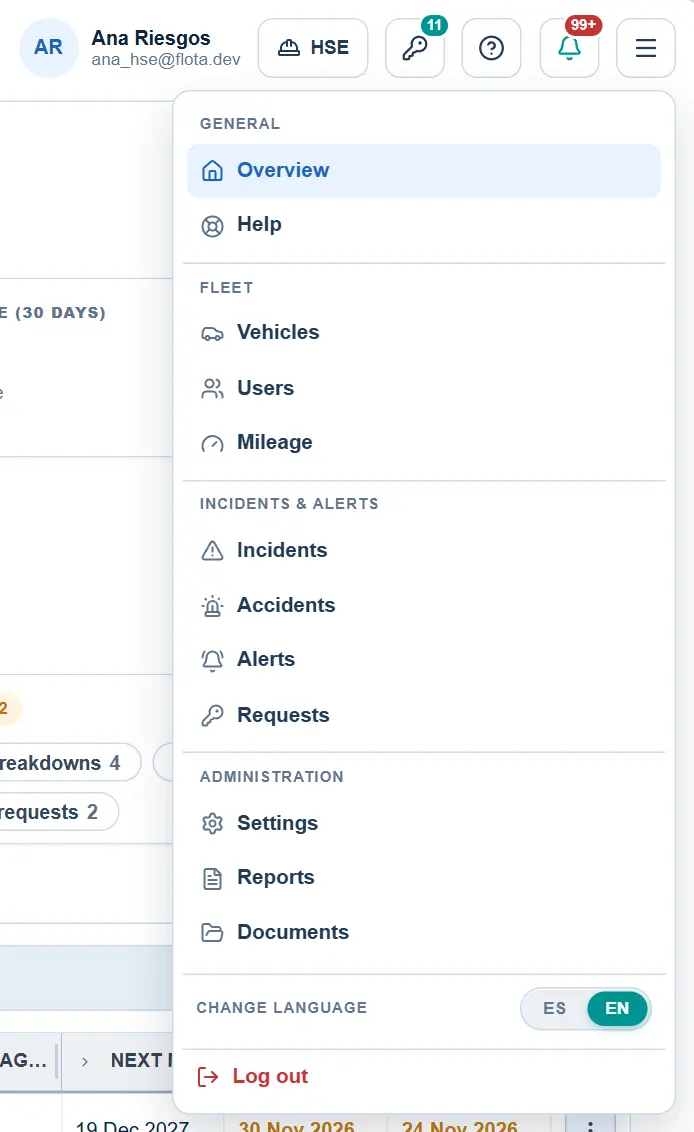 AR
Ana Riesgos
ana_hse@flota.dev
HSE
11
99+
GENERAL
Overview
Help
E (30 DAYS)
FLEET
Vehicles
Users
Mileage
INCIDENTS & ALERTS
Incidents
Accidents
Alerts
Requests
2
reakdowns 4
requests 2
ADMINISTRATION
Settings
Reports
Documents
CHANGE LANGUAGE
ES EN
Log out
AG... NEXT
19 Dec 2027 30 Nov 2026 24 Nov 2026